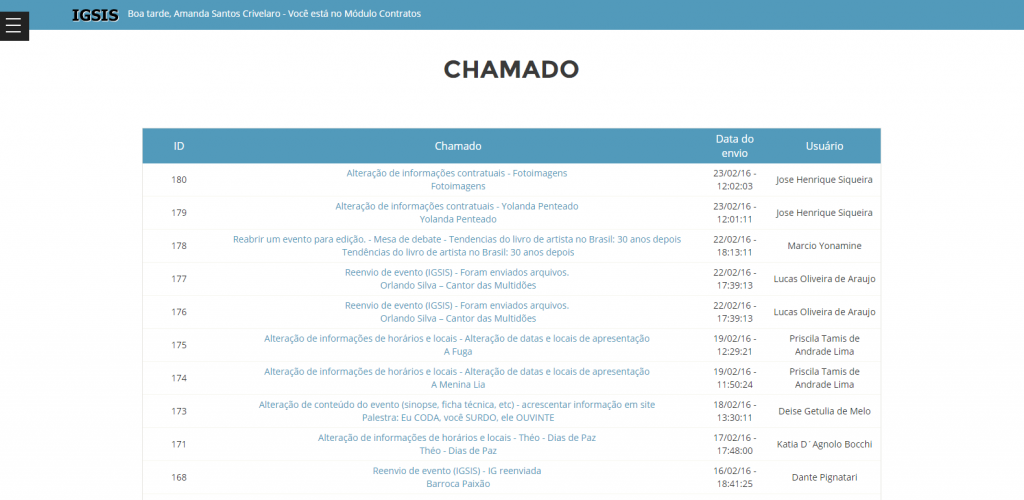 IGSIS Boa tarde, Amanda Santos Crivelaro - Você está no Módulo Contratos
CHAMADO
ID Chamado Data do envio Usuário
180 Alteração de informações contratuais - Fotoimagens Fotoimagens 23/02/16 - 12:02:03 Jose Henrique Siqueira
179 Alteração de informações contratuais - Yolanda Penteado Yolanda Penteado 23/02/16 - 12:01:11 Jose Henrique Siqueira
178 Reabrir um evento para edição. - Mesa de debate - Tendencias do livro de artista no Brasil: 30 anos depois Tendências do livro de artista no Brasil: 30 anos depois 22/02/16 - 18:13:11 Marcio Yonamine
177 Reenvio de evento (IGSIS) - Foram enviados arquivos. Orlando Silva – Cantor das Multidões 22/02/16 - 17:39:13 Lucas Oliveira de Araujo
176 Reenvio de evento (IGSIS) - Foram enviados arquivos. Orlando Silva – Cantor das Multidões 22/02/16 - 17:39:13 Lucas Oliveira de Araujo
175 Alteração de informações de horários e locais - Alteração de datas e locais de apresentação A Fuga 19/02/16 - 12:29:21 Priscila Tamis de Andrade Lima
174 Alteração de informações de horários e locais - Alteração de datas e locais de apresentação A Menina Lia 19/02/16 - 11:50:24 Priscila Tamis de Andrade Lima
173 Alteração de conteúdo do evento (sinopse, ficha técnica, etc) - acrescentar informação em site Palestra: Eu CODA, você SURDO, ele OUVINTE 18/02/16 - 13:30:11 Deise Getulia de Melo
171 Alteração de informações de horários e locais - Théo - Dias de Paz Théo - Dias de Paz 17/02/16 - 17:48:00 Katia D´Agnolo Bocchi
168 Reenvio de evento (IGSIS) - IG reenviada Barroca Paixão 16/02/16 - 18:41:25 Dante Pignatari